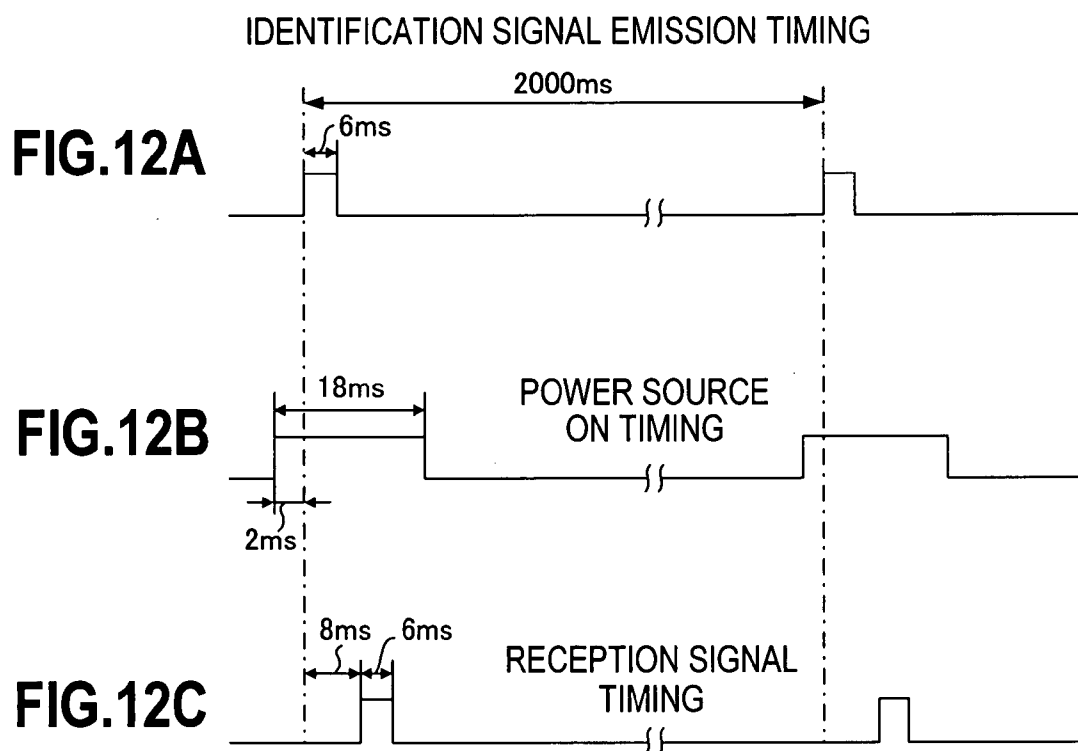 IDENTIFICATION SIGNAL EMISSION TIMING
2000ms
6ms
FIG.12A
18ms
POWER SOURCE
ON TIMING
FIG.12B
2ms
8ms 6ms
RECEPTION SIGNAL
TIMING
FIG.12C